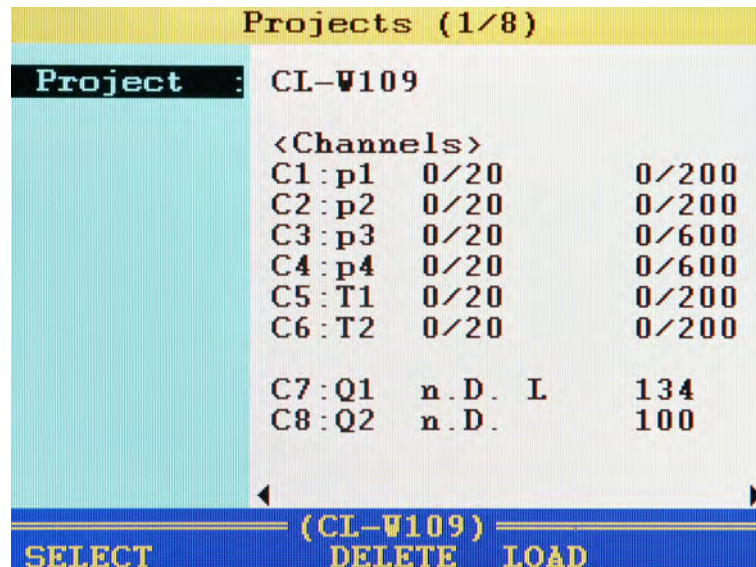 Projects (1/8)
Project : CL-W109
<Channels>
C1:p1 0/20 0/200
C2:p2 0/20 0/200
C3:p3 0/20 0/600
C4:p4 0/20 0/600
C5:T1 0/20 0/200
C6:T2 0/20 0/200
C7:Q1 n.D. L 134
C8:Q2 n.D. 100
(CL-W109)
SELECT DELETE LOAD